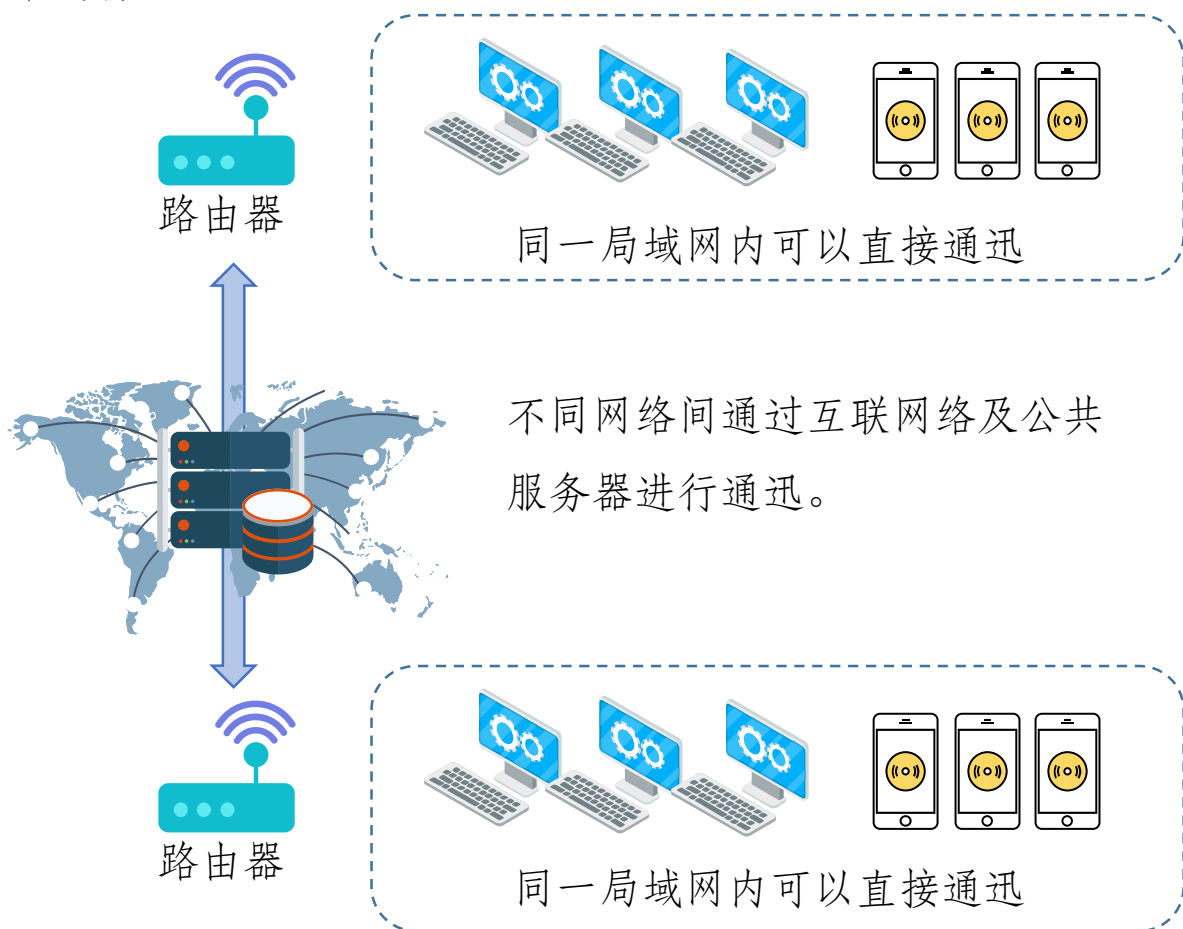 路由器
同一局域网内可以直接通迅
不同网络间通过互联网络及公共
服务器进行通迅。
路由器
同一局域网内可以直接通迅